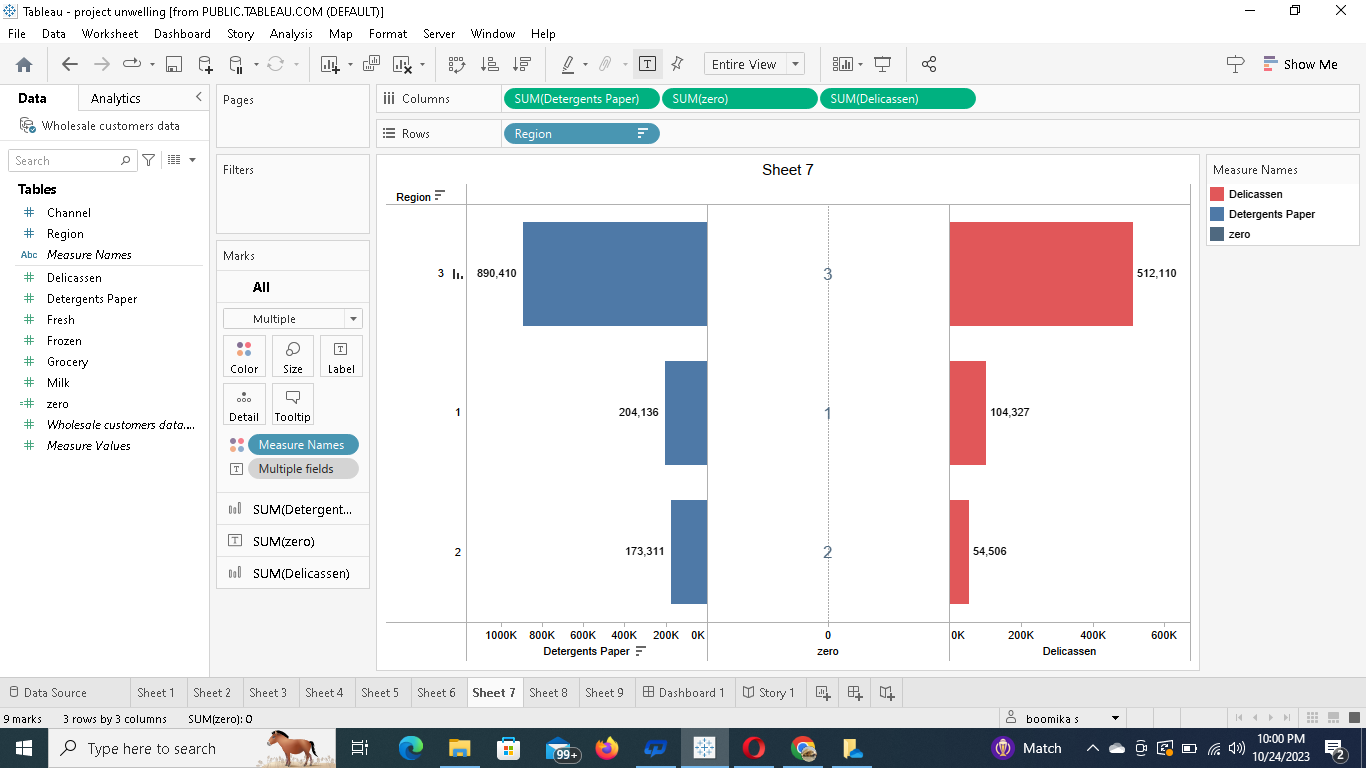 Tableau - project unwelling [from PUBLIC.TABLEAU.COM (DEFAULT)]
File Data Worksheet Dashboard Story Analysis Map Format Server Window Help
Entire View
Show Me
Data Analytics
Wholesale customers data
Search
Tables
# Channel
# Region
Abc Measure Names
# Delicassen
# Detergents Paper
# Fresh
# Frozen
# Grocery
# Milk
=# zero
# Wholesale customers data....
# Measure Values
Pages
Filters
Marks
All
Multiple
Color Size Label
Detail Tooltip
Measure Names
Multiple fields
SUM(Detergent...
SUM(zero)
SUM(Delicassen)
Columns SUM(Detergents Paper) SUM(zero) SUM(Delicassen)
Rows Region
Sheet 7
Region
3 890,410 3 512,110
1 204,136 1 104,327
2 173,311 2 54,506
1000K 800K 600K 400K 200K 0K 0 0K 200K 400K 600K
Detergents Paper zero Delicassen
Measure Names
Delicassen
Detergents Paper
zero
Data Source Sheet 1 Sheet 2 Sheet 3 Sheet 4 Sheet 5 Sheet 6 Sheet 7 Sheet 8 Sheet 9 Dashboard 1 Story 1
9 marks 3 rows by 3 columns SUM(zero): 0 boomika s
Type here to search 99+ Match 10:00 PM
10/24/2023 2